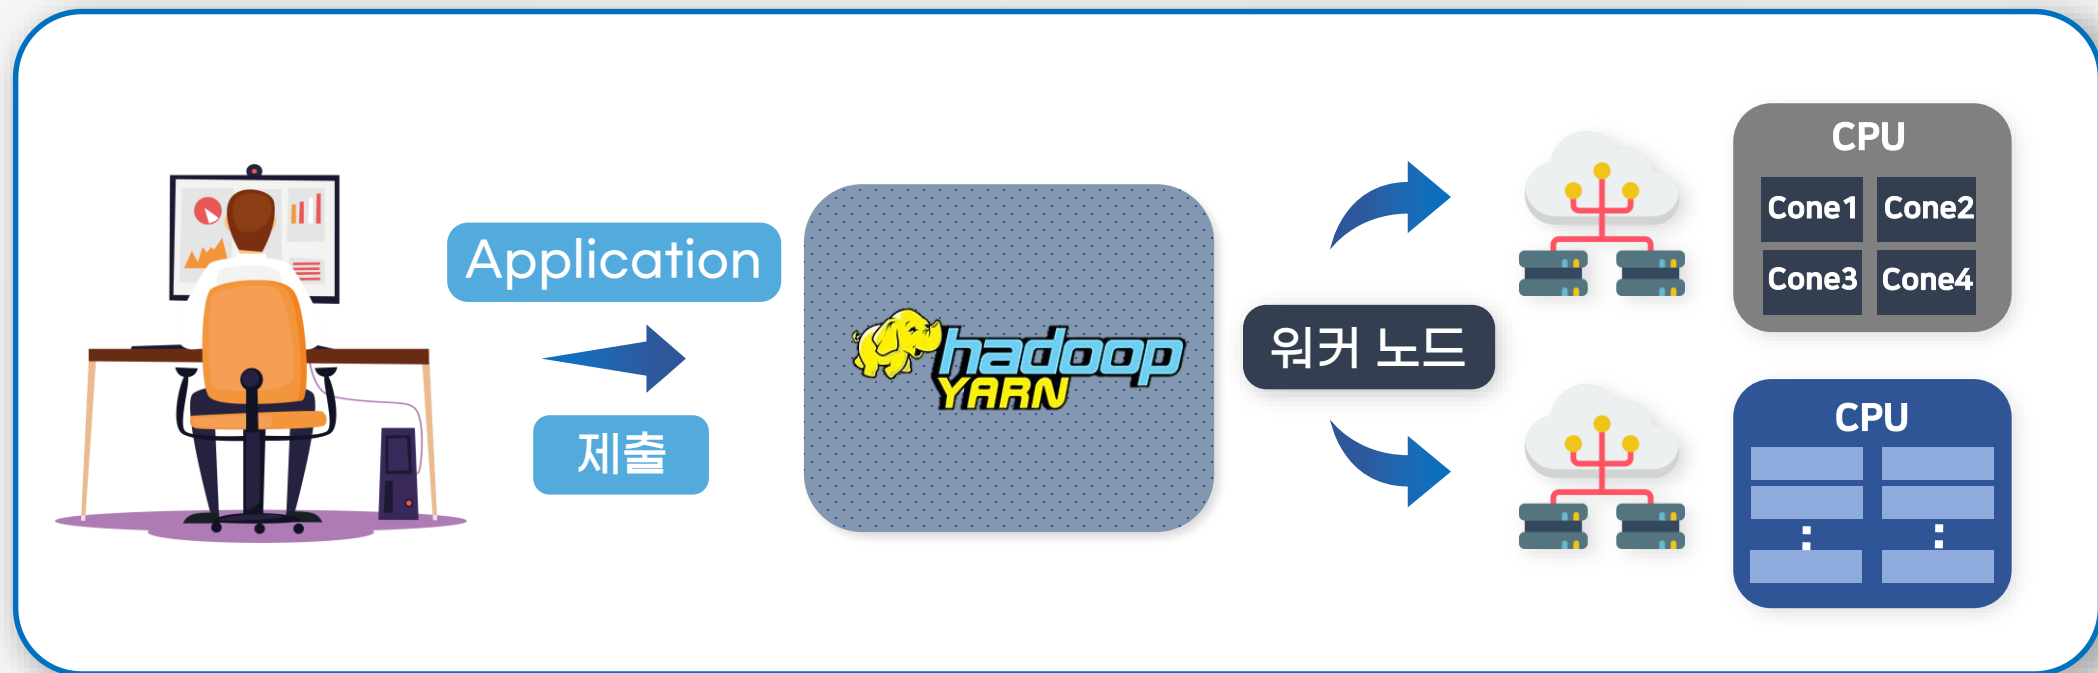 Application
제출
hadoop
YARN
워커 노드
CPU
Cone1
Cone2
Cone3
Cone4
CPU